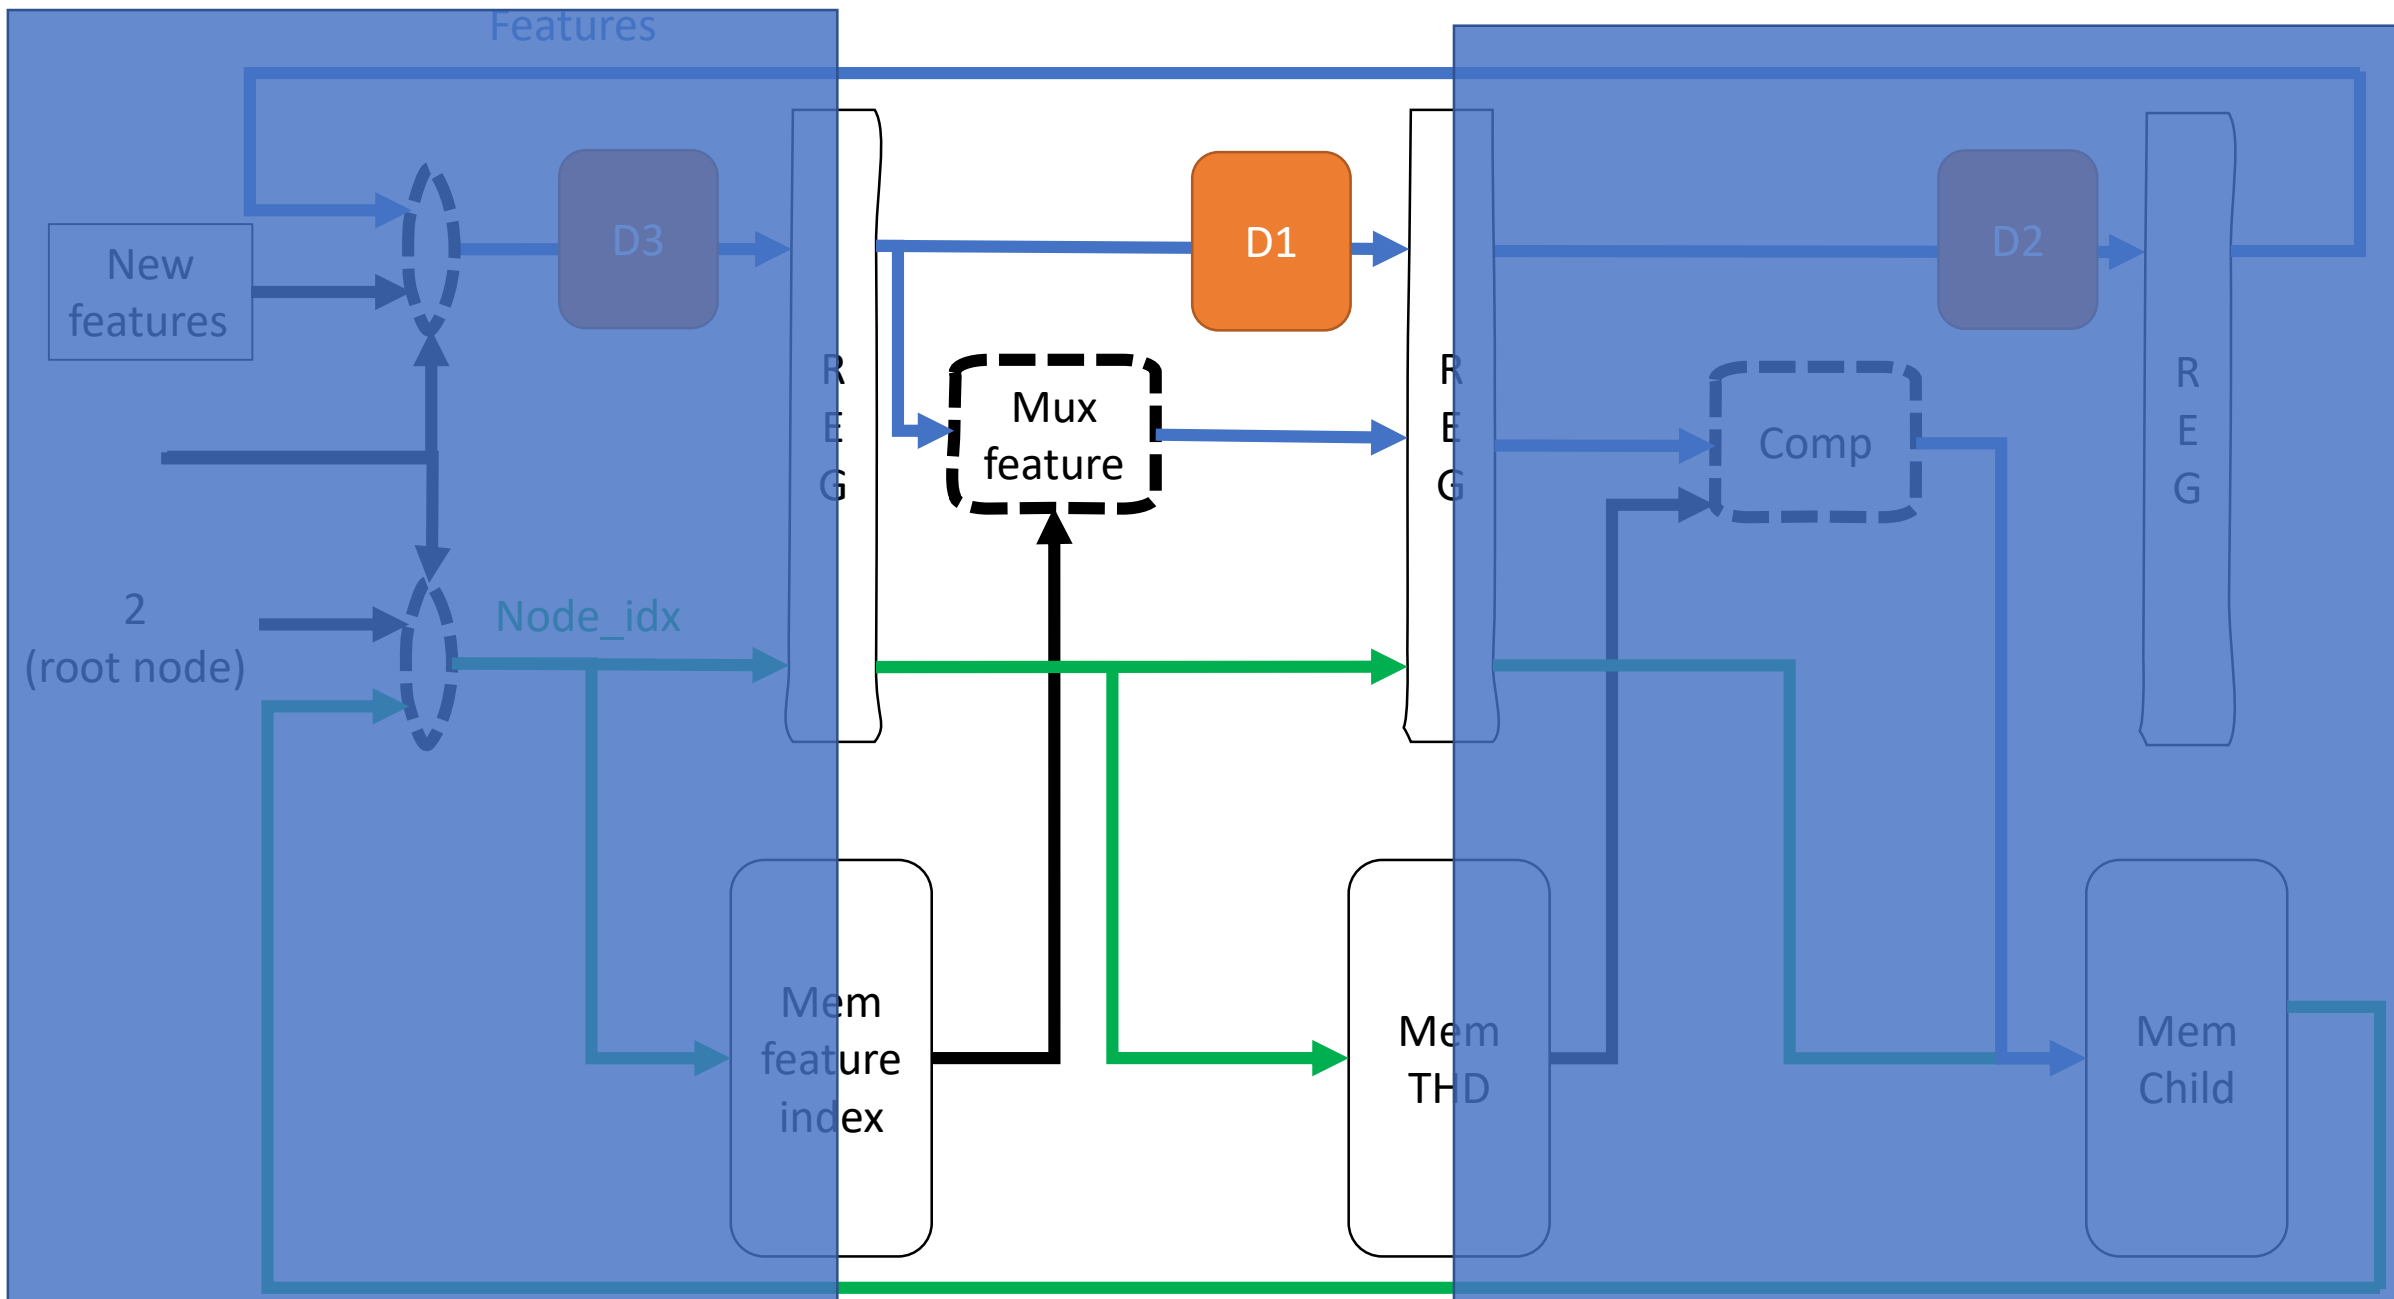 Features
D3
D1
D2
New
features
R
E
G
Mux
feature
R
E
G
Comp
R
E
G
2
(root node)
Node_idx
Mem
feature
index
Mem
THD
Mem
Child